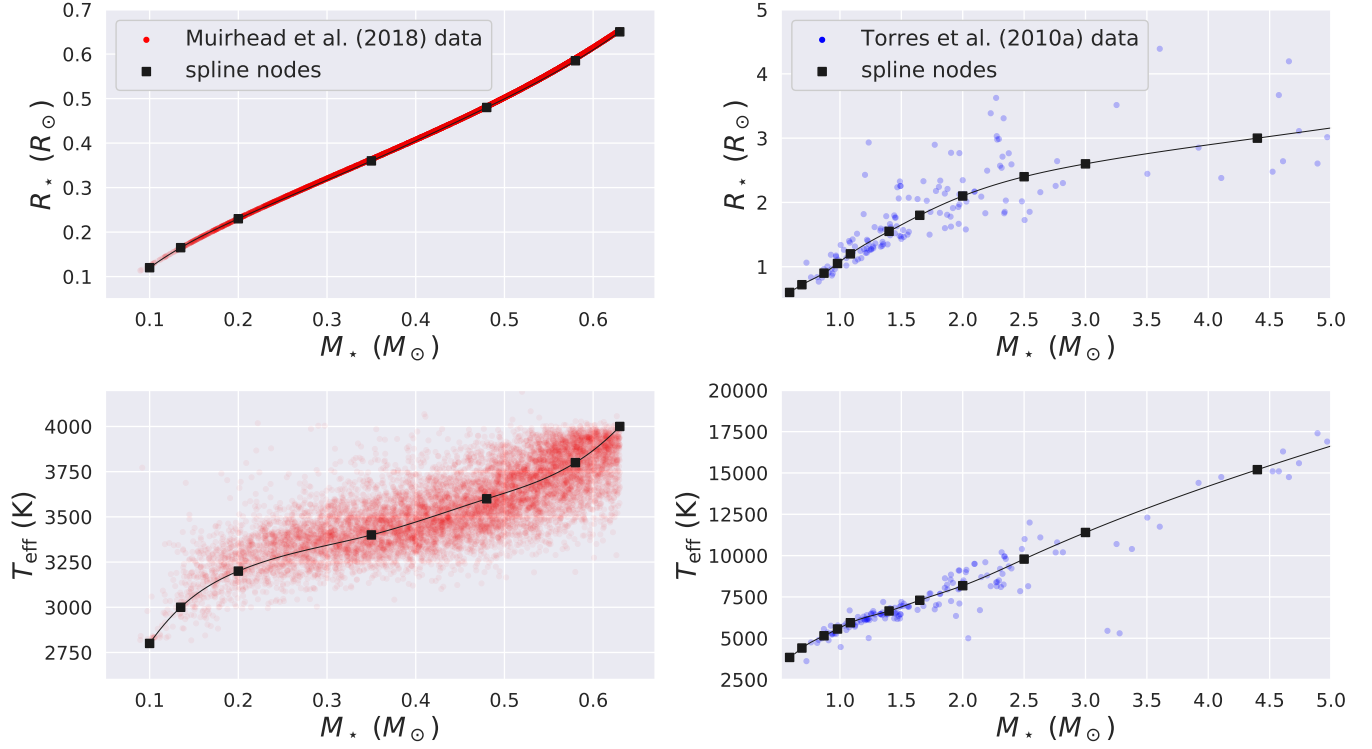 0.7
0.6
0.5
0.4
0.3
0.2
0.1
R⋆ (R⊙)
Muirhead et al. (2018) data
spline nodes
0.1 0.2 0.3 0.4 0.5 0.6
M⋆ (M⊙)
5
4
3
2
1
R⋆ (R⊙)
Torres et al. (2010a) data
spline nodes
1.0 1.5 2.0 2.5 3.0 3.5 4.0 4.5 5.0
M⋆ (M⊙)
4000
3750
3500
3250
3000
2750
Teff (K)
0.1 0.2 0.3 0.4 0.5 0.6
M⋆ (M⊙)
20000
17500
15000
12500
10000
7500
5000
2500
Teff (K)
1.0 1.5 2.0 2.5 3.0 3.5 4.0 4.5 5.0
M⋆ (M⊙)